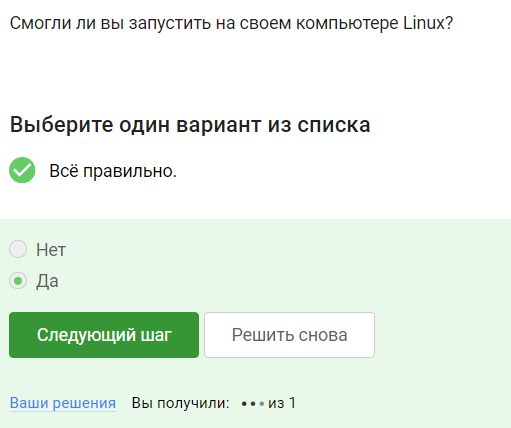 Смогли ли вы запустить на своем компьютере Linux?
Выберите один вариант из списка
Всё правильно.
Нет
Да
Следующий шаг Решить снова
Ваши решения Вы получили: ••• из 1